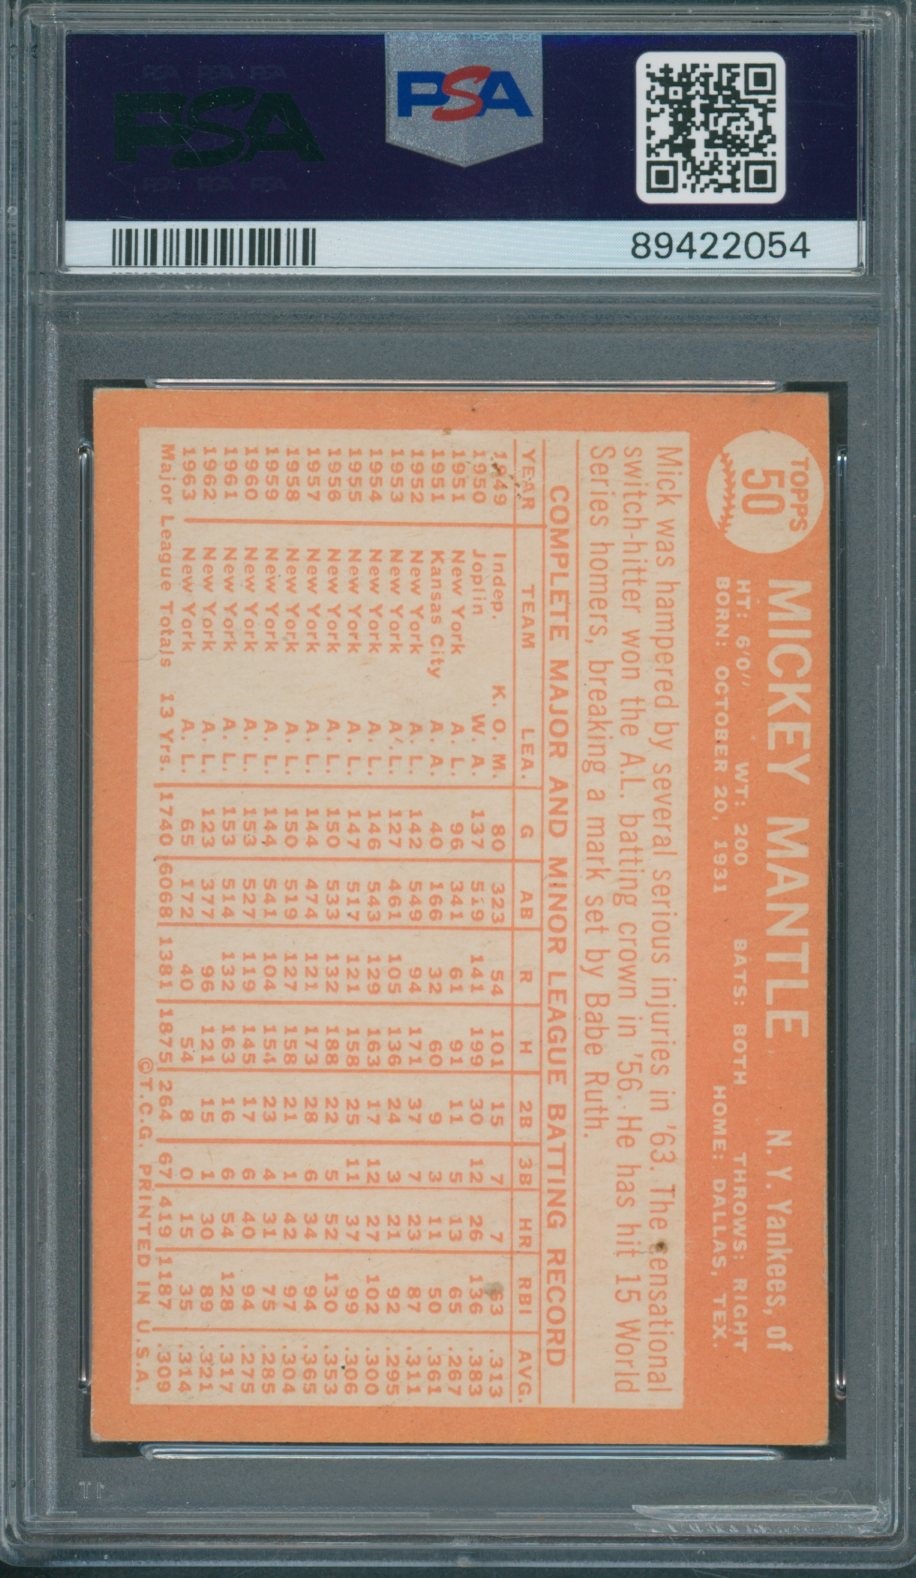 PSA
PSA
89422054
TOPPS
50
MICKEY MANTLE N. Y. Yankees, of
HT: 6'0" WT: 200 BATS: BOTH THROWS: RIGHT
BORN: OCTOBER 20, 1931 HOME: DALLAS, TEX.
Mick was hampered by several serious injuries in '63. The ensational
switch-hitter won the A.L. batting crown in '56. He has hit 15 World
Series homers, breaking a mark set by Babe Ruth.
COMPLETE MAJOR AND MINOR LEAGUE BATTING RECORD
YEAR TEAM LEA. G AB R H 2B 3B HR RBI AVG.
1949 Indep. K. O. M. 80 323 54 101 15 7 7 .313
1950 Joplin W. A. 137 519 141 199 30 12 26 136 .383
1951 New York A. L. 96 341 61 91 11 5 13 65 .267
1951 Kansas City A. A. 40 166 32 60 9 3 11 50 .361
1952 New York A. L. 142 549 94 171 37 7 23 87 .311
1953 New York A. L. 127 461 105 136 24 3 21 92 .295
1954 New York A. L. 146 543 129 163 17 12 27 102 .300
1955 New York A. L. 147 517 121 158 25 11 37 99 .306
1956 New York A. L. 150 533 132 188 22 5 52 130 .353
1957 New York A. L. 144 474 121 173 28 6 34 94 .365
1958 New York A. L. 150 519 127 158 21 1 42 97 .304
1959 New York A. L. 144 541 104 154 23 4 31 75 .285
1960 New York A. L. 153 527 119 145 17 6 40 94 .275
1961 New York A. L. 153 514 132 163 16 6 54 128 .317
1962 New York A. L. 123 377 96 121 15 1 30 89 .321
1963 New York A. L. 65 172 40 54 8 0 15 35 .314
Major League Totals 13 Yrs. 1740 6068 1381 1875 264 67 419 1187 .309
©T.C.G. PRINTED IN U.S.A.